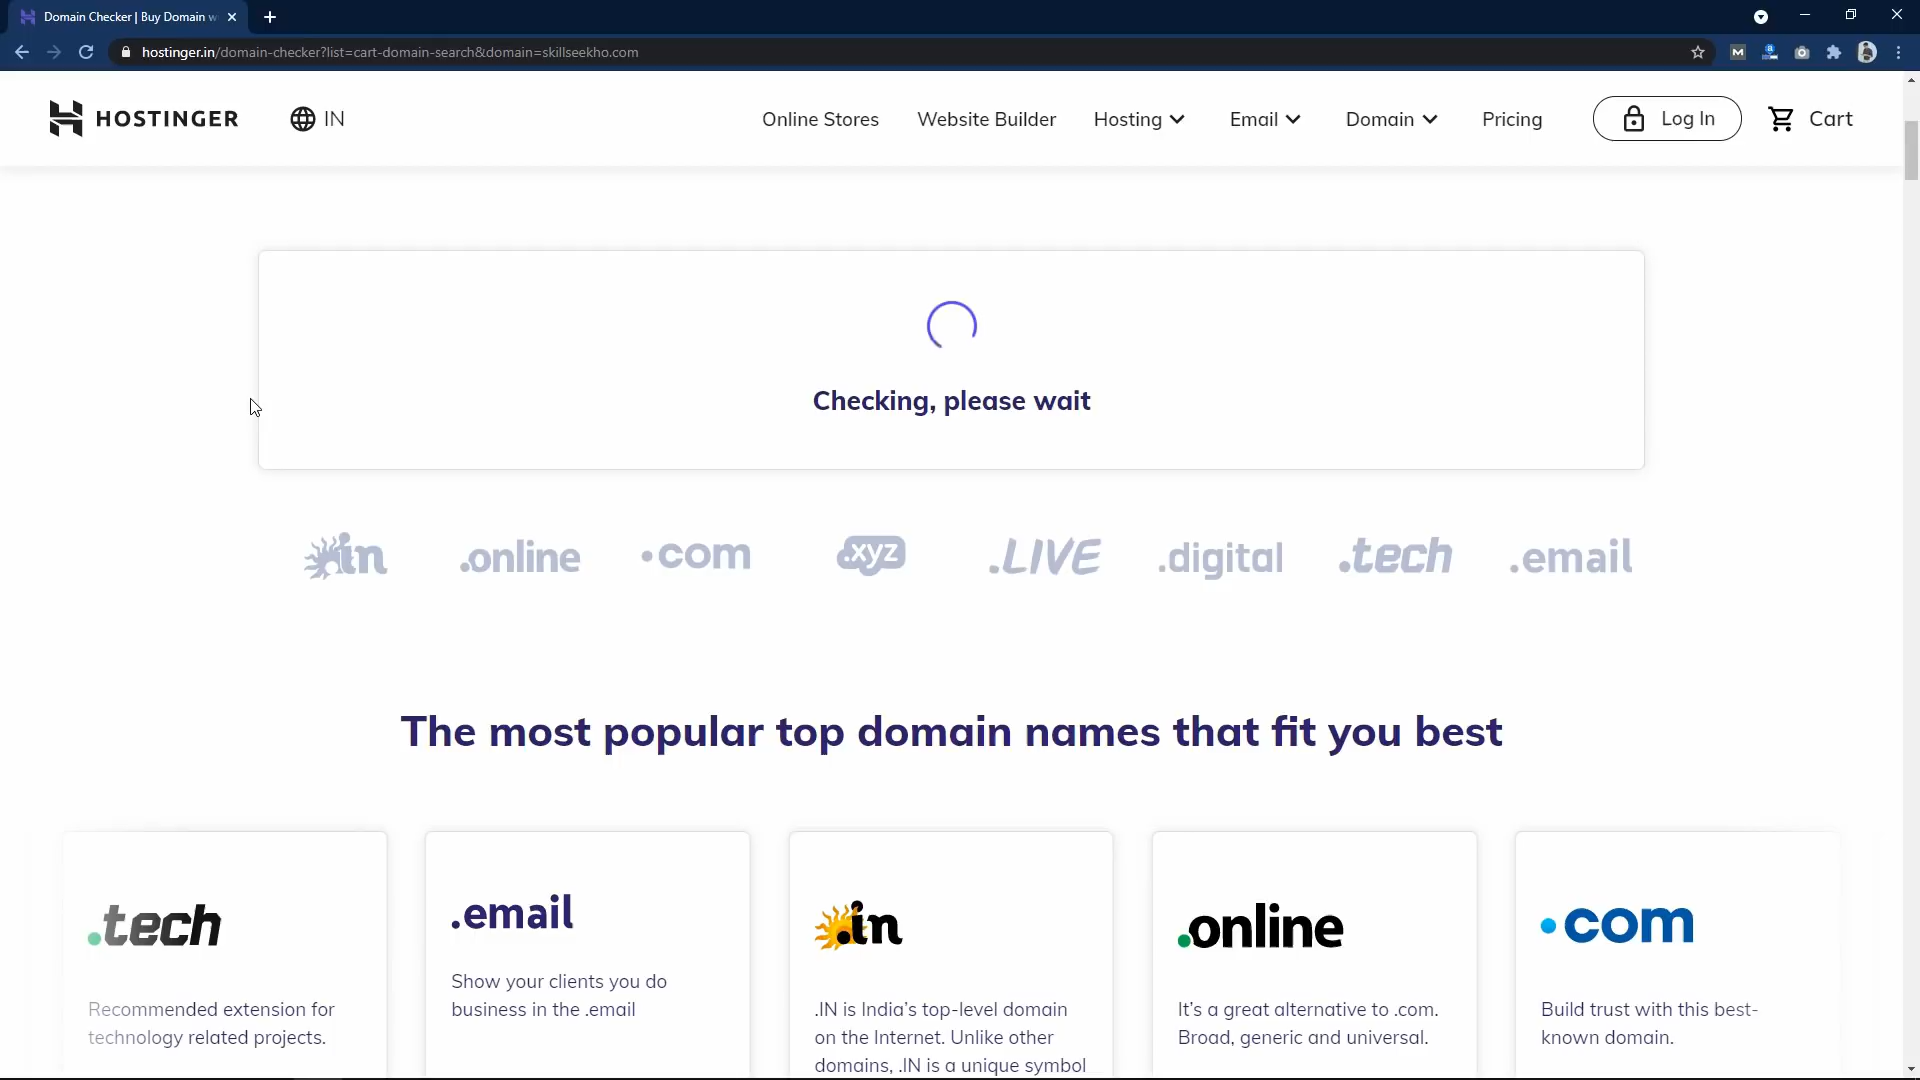 Domain Checker | Buy Domain w
hostinger.in/domain-checker?list=cart-domain-search&domain=skillseekho.com
HOSTINGER
IN
Online Stores
Website Builder
Hosting
Email
Domain
Pricing
Log In
Cart
Checking, please wait
.in
.online
.com
.xyz
.LIVE
.digital
.tech
.email
The most popular top domain names that fit you best
.tech
Recommended extension for
technology related projects.
.email
Show your clients you do
business in the .email
.in
.IN is India’s top-level domain
on the Internet. Unlike other
domains, .IN is a unique symbol
.online
It’s a great alternative to .com.
Broad, generic and universal.
.com
Build trust with this best-
known domain.